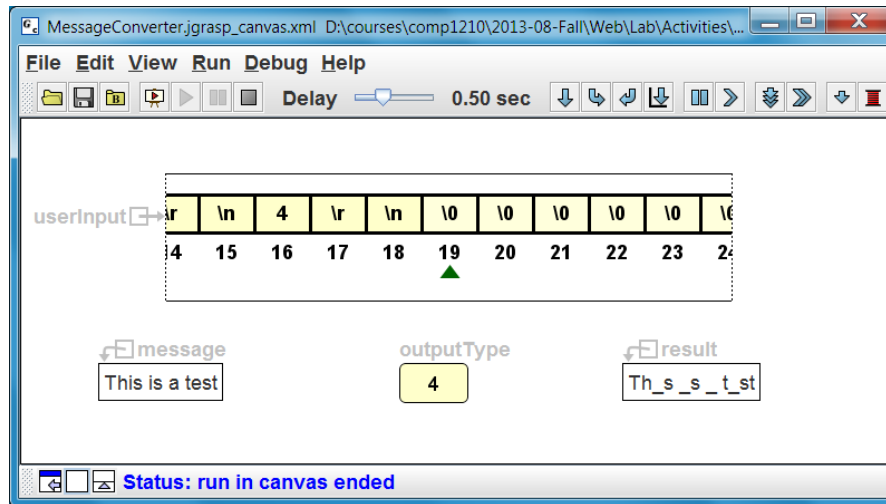 MessageConverter.jgrasp_canvas.xml D:\courses\comp1210\2013-08-Fall\Web\Lab\Activities\...
File Edit View Run Debug Help
Delay 0.50 sec
userInput \r \n 4 \r \n \0 \0 \0 \0 \0
15 16 17 18 19 20 21 22 23
message outputType result
This is a test 4 Th_s _s _ t_st
Status: run in canvas ended